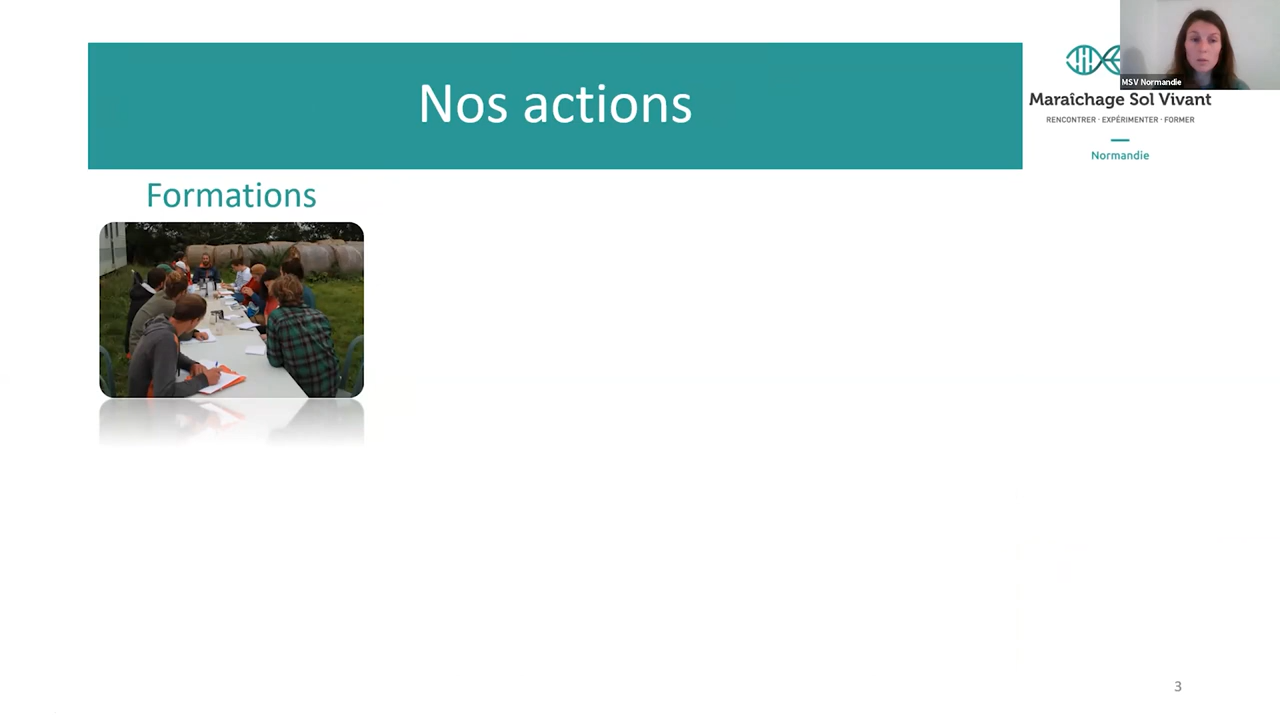 Nos actions
MSV Normandie
Maraîchage Sol Vivant
RENCONTRER · EXPÉRIMENTER · FORMER
Normandie
Formations
3